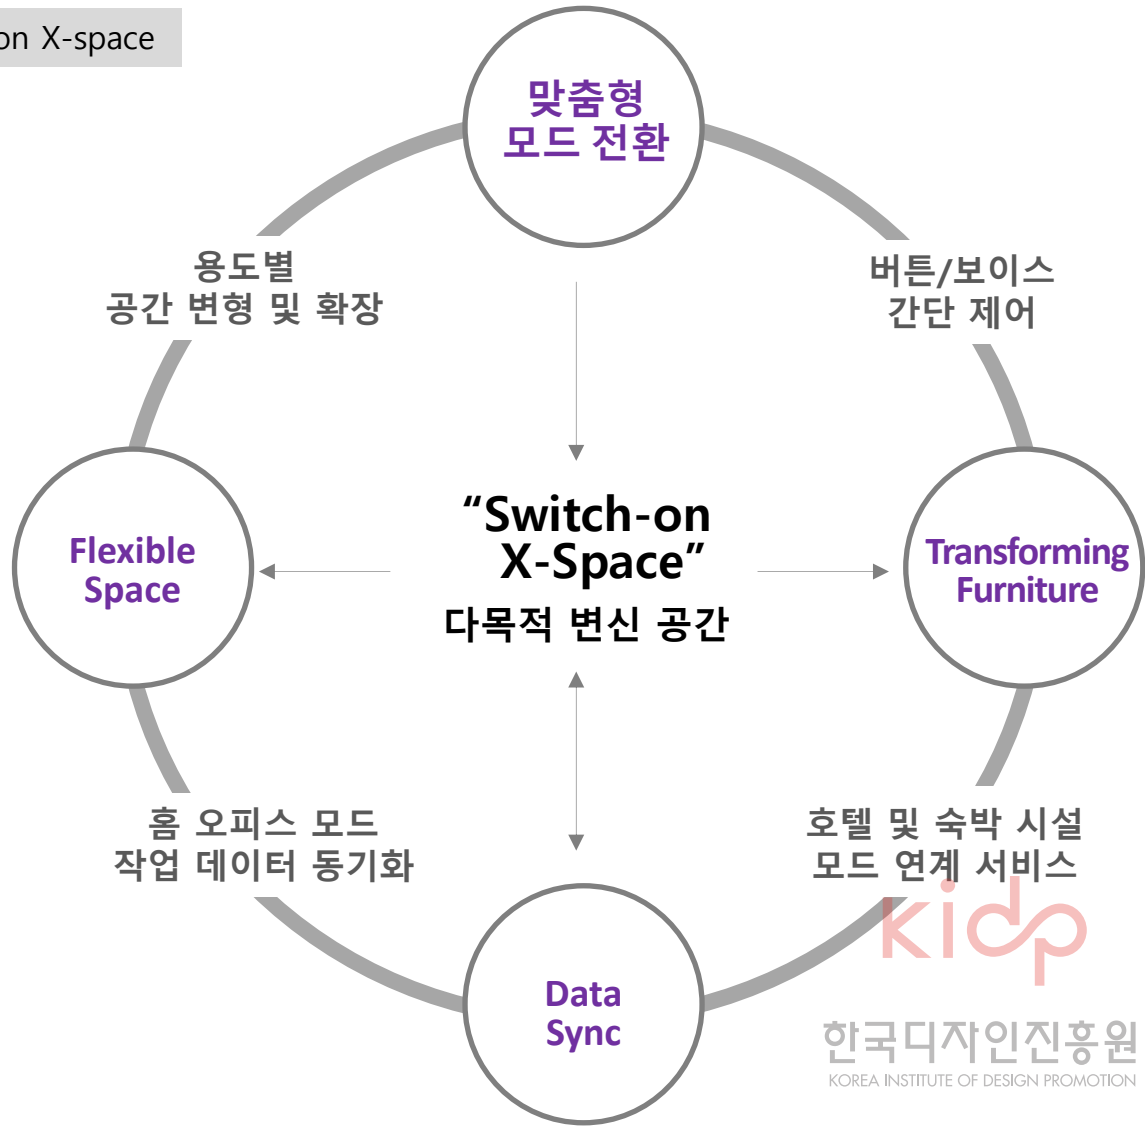 on X-space
맞춤형
모드 전환
용도별
공간 변형 및 확장
버튼/보이스
간단 제어
“Switch-on
X-Space”
다목적 변신 공간
Flexible
Space
Transforming
Furniture
홈 오피스 모드
작업 데이터 동기화
호텔 및 숙박 시설
모드 연계 서비스
Data
Sync
kidp
한국디자인진흥원
KOREA INSTITUTE OF DESIGN PROMOTION